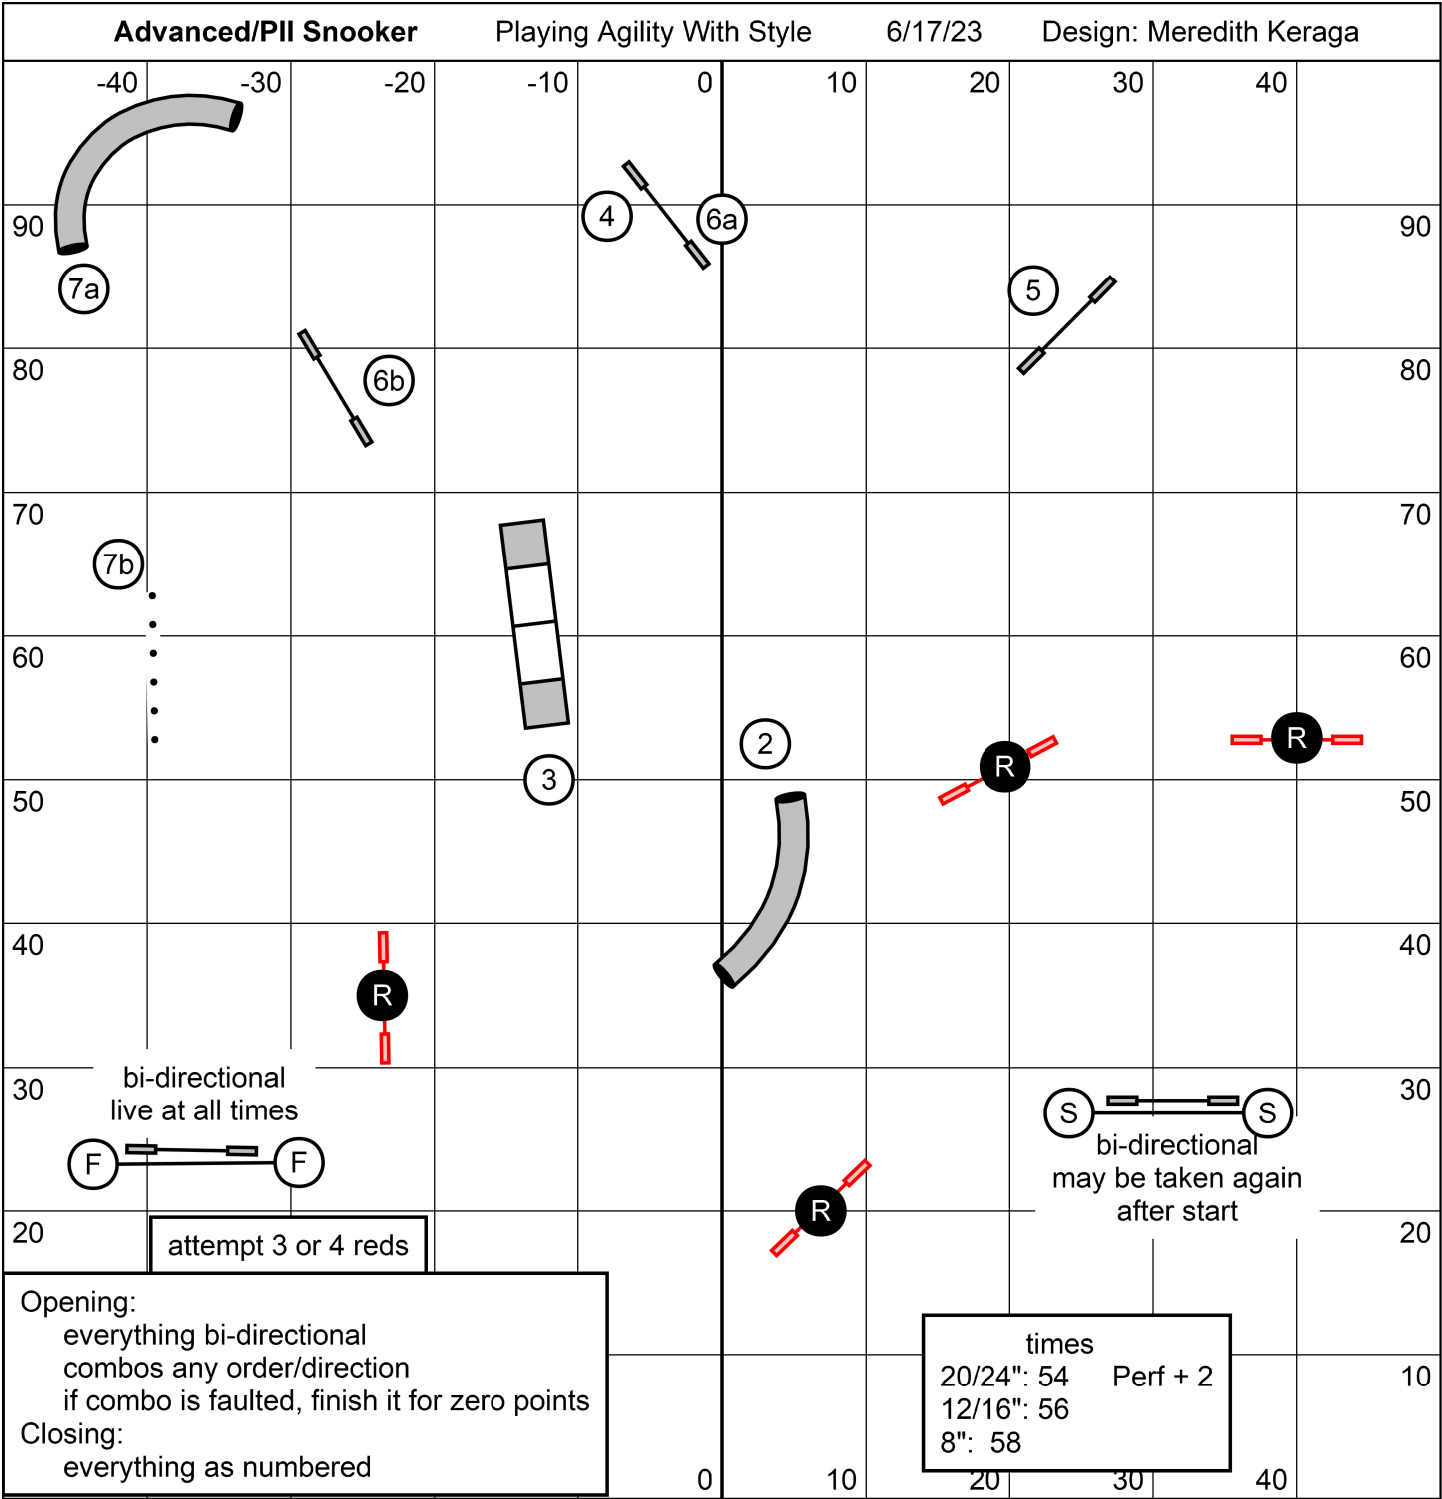 Advanced/PII Snooker Playing Agility With Style 6/17/23 Design: Meredith Keraga
-40 -30 -20 -10 0 10 20 30 40
4 6a
90 90
7a 5
6b
80 80
70 70
7b
60 60
2
R R
3
50 50
40 40
R
bi-directional
live at all times
30 30
S S
F F
bi-directional
may be taken again
after start
R
20 20
attempt 3 or 4 reds
Opening:
everything bi-directional
combos any order/direction
if combo is faulted, finish it for zero points
Closing:
everything as numbered
times
20/24": 54 Perf + 2
12/16": 56
8": 58
10
0 10 20 30 40